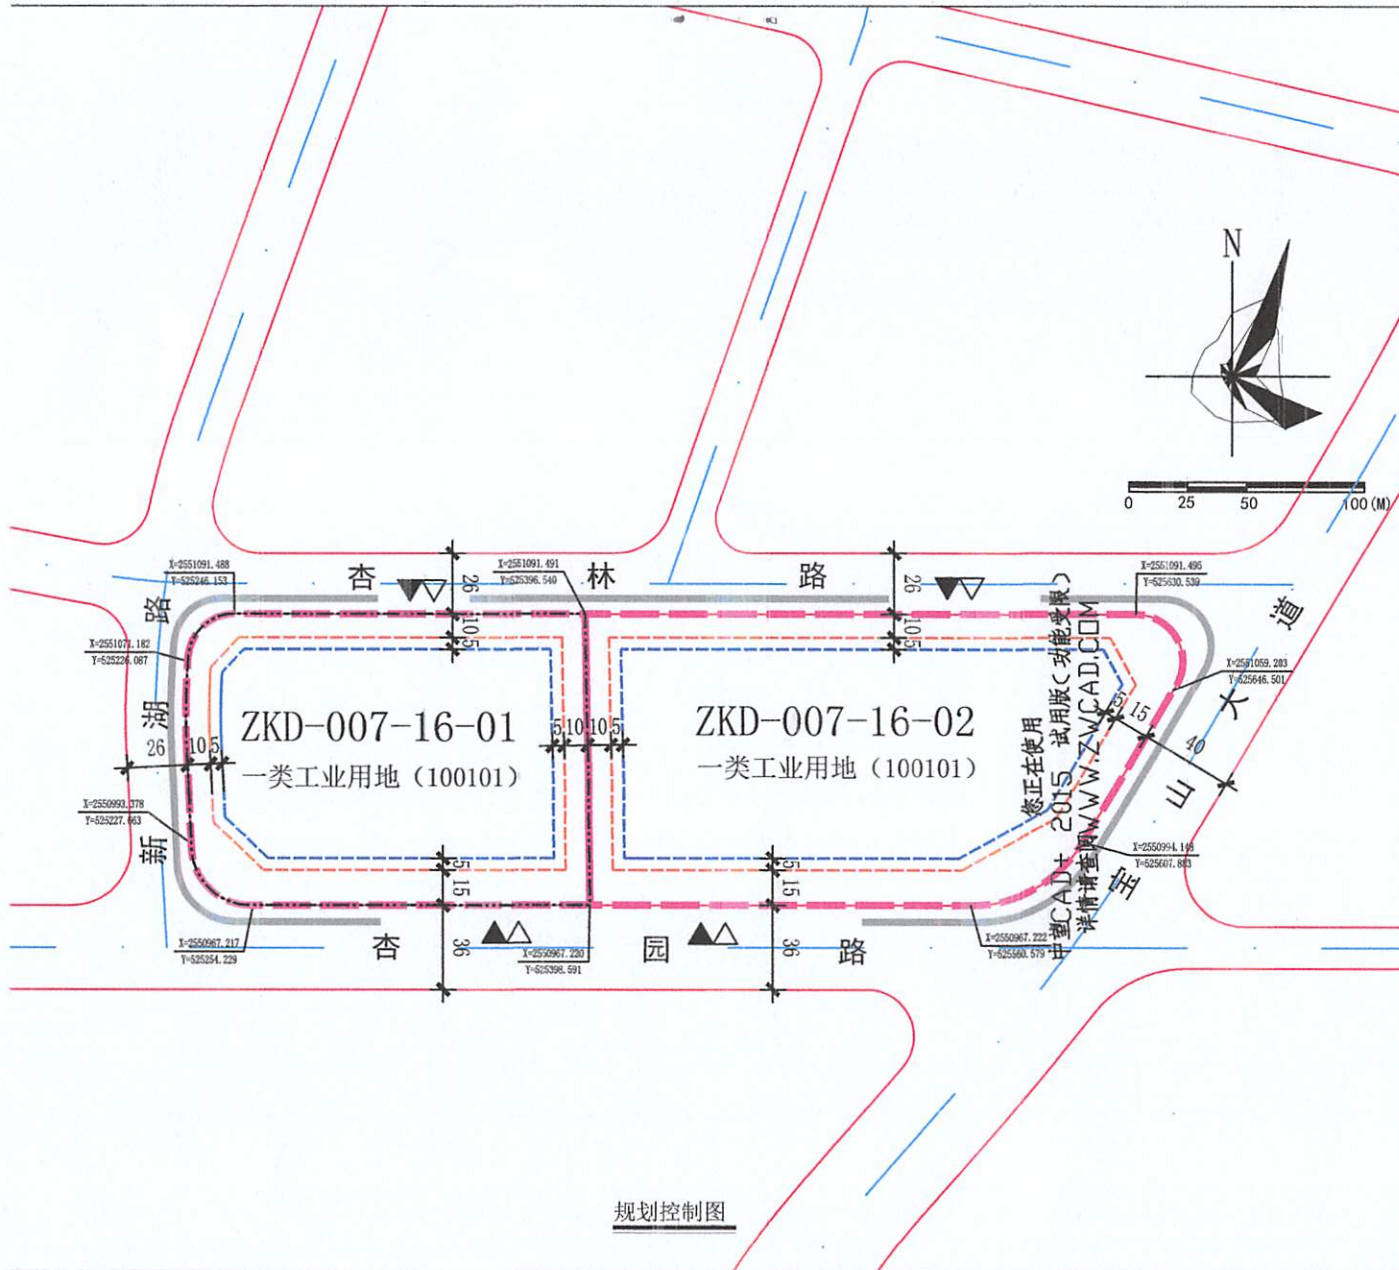 N
0 25 50 100 (M)
X=2551091.488
Y=525246.153
杏 林 路
X=2551091.491
Y=525396.540
X=2551091.496
Y=525630.539
26
10
5
26
10
5
X=2551071.182
Y=525226.087
X=2551059.283
Y=525646.501
新 湖 路
26 10 5
ZKD-007-16-01
一类工业用地（100101）
5 10 10 5
ZKD-007-16-02
一类工业用地（100101）
5 15 40
宝 山 大 道
您正在使用
中望CAD+ 2015 试用版(功能受限)
详情请查阅WWW.ZWCAD.COM
X=2550993.378
Y=525227.663
X=2550994.148
5
15
36
5
15
36
X=2550967.217
Y=525254.229
杏 园 路
X=2550967.220
Y=525398.591
X=2550967.222
Y=525560.579
规划控制图